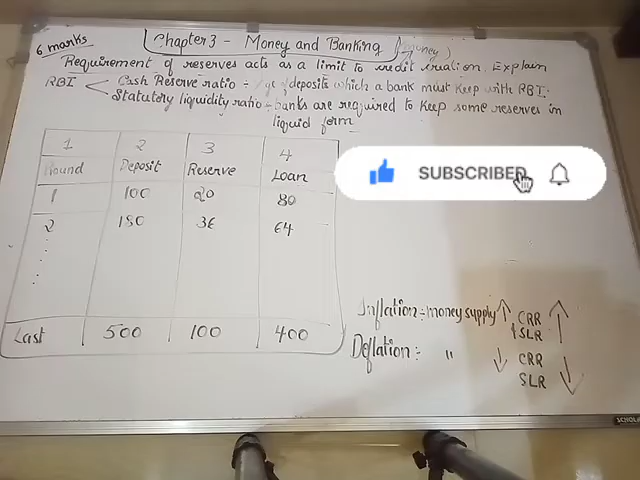 6 marks
Chapter 3 - Money and Banking (money)
Requirement of reserves acts as a limit to credit creation. Explain
RBI
Cash Reserve ratio :- %ge of deposits which a bank must keep with RBI.
Statutory liquidity ratio :- banks are required to keep some reserves in
liquid form
1 2 3 4
Round Deposit Reserve Loan
1 100 20 80
2 180 36 64
Last 500 100 400
SUBSCRIBED
Inflation :- money supply ↑ CRR ↑
SLR
Deflation :- " ↓ CRR ↓
SLR